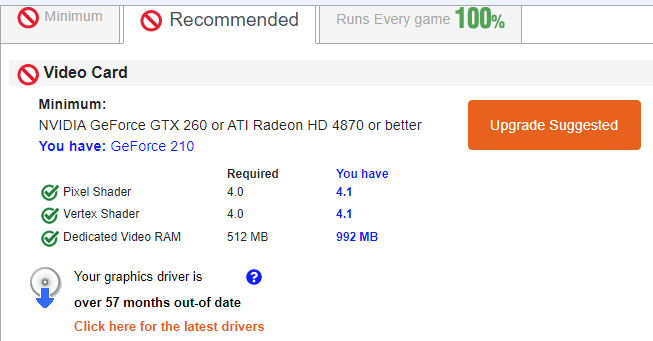 Minimum
Recommended
Runs Every game 100%
Video Card
Minimum:
NVIDIA GeForce GTX 260 or ATI Radeon HD 4870 or better
You have: GeForce 210
Upgrade Suggested
Required You have
Pixel Shader 4.0 4.1
Vertex Shader 4.0 4.1
Dedicated Video RAM 512 MB 992 MB
Your graphics driver is ?
over 57 months out-of date
Click here for the latest drivers